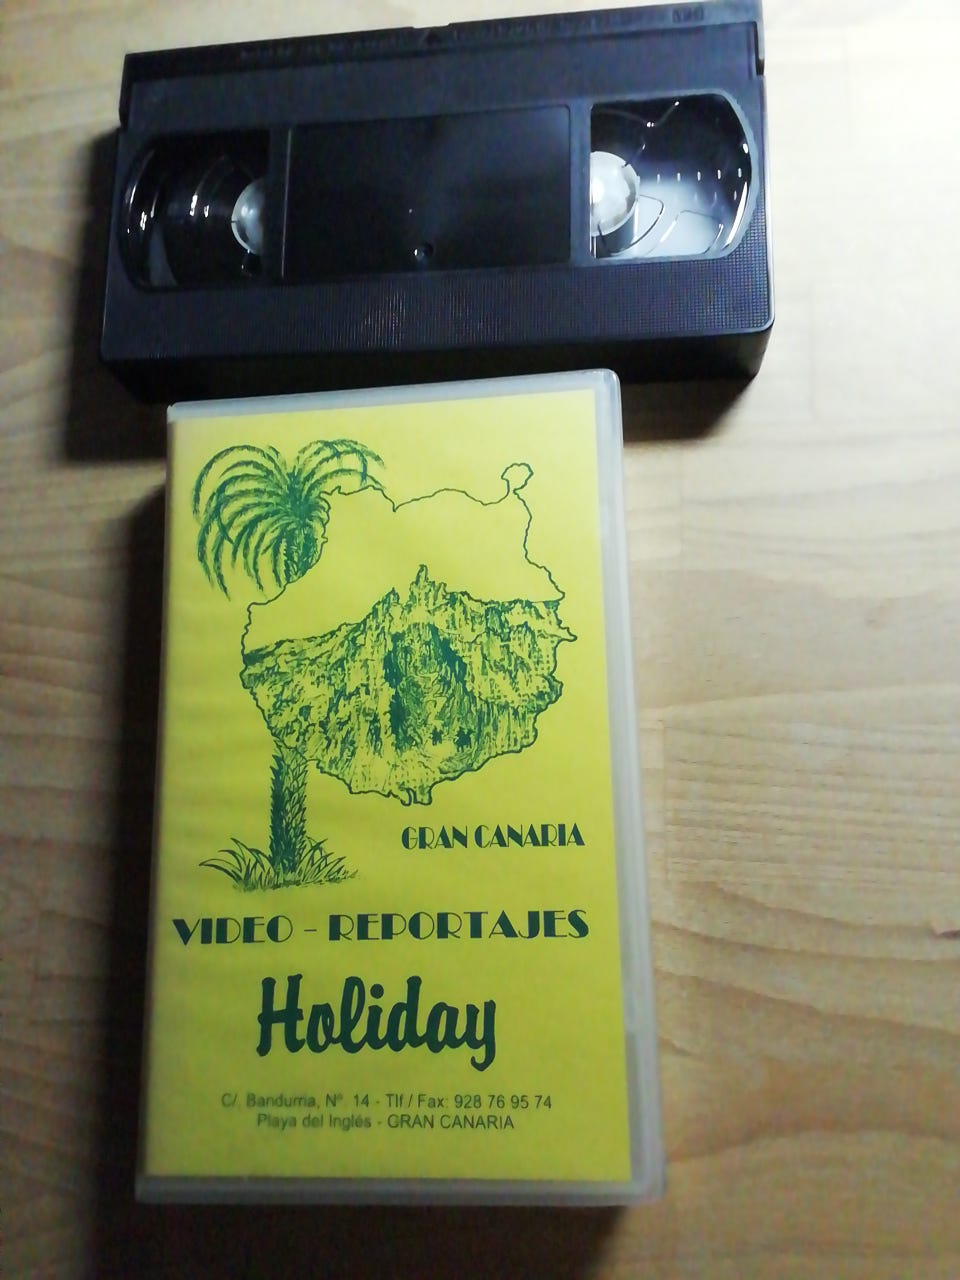 GRAN CANARIA
VIDEO - REPORTAJES
Holiday
C/. Bandurria, Nº. 14 - Tlf / Fax: 928 76 95 74
Playa del Inglés - GRAN CANARIA